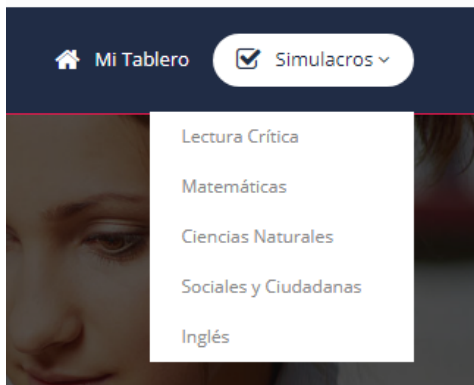 Mi Tablero Simulacros
Lectura Crítica
Matemáticas
Ciencias Naturales
Sociales y Ciudadanas
Inglés